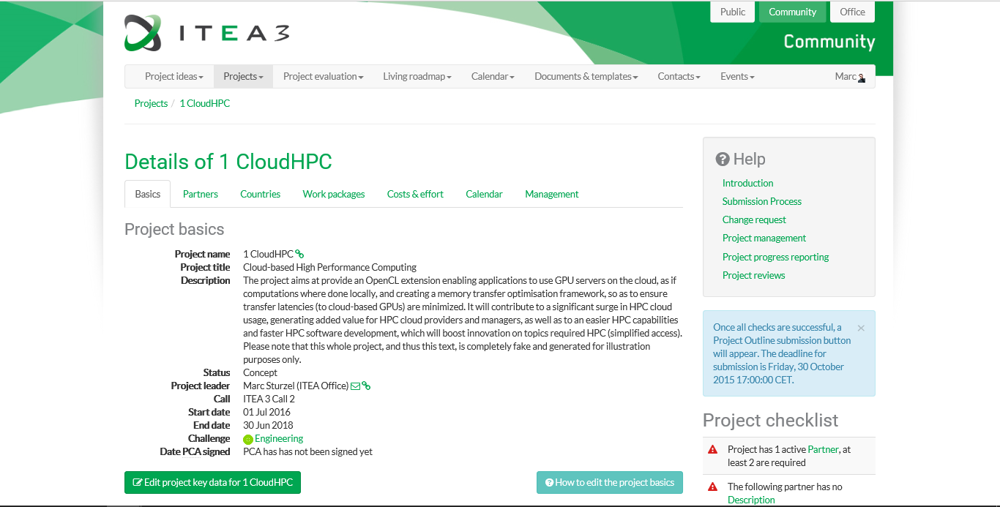 Public
Community
Office
ITEA3
Community
Project ideas
Projects
Project evaluation
Living roadmap
Calendar
Documents & templates
Contacts
Events
Marc
Projects / 1 CloudHPC
Details of 1 CloudHPC
Basics
Partners
Countries
Work packages
Costs & effort
Calendar
Management
Project basics
Project name 1 CloudHPC
Project title Cloud-based High Performance Computing
Description The project aims at provide an OpenCL extension enabling applications to use GPU servers on the cloud, as if
computations where done locally, and creating a memory transfer optimisation framework, so as to ensure
transfer latencies (to cloud-based GPUs) are minimized. It will contribute to a significant surge in HPC cloud
usage, generating added value for HPC cloud providers and managers, as well as to an easier HPC capabilities
and faster HPC software development, which will boost innovation on topics required HPC (simplified access).
Please note that this whole project, and thus this text, is completely fake and generated for illustration
purposes only.
Status Concept
Project leader Marc Sturzel (ITEA Office)
Call ITEA 3 Call 2
Start date 01 Jul 2016
End date 30 Jun 2018
Challenge Engineering
Date PCA signed PCA has has not been signed yet
Edit project key data for 1 CloudHPC
How to edit the project basics
Help
Introduction
Submission Process
Change request
Project management
Project progress reporting
Project reviews
Once all checks are successful, a ×
Project Outline submission button
will appear. The deadline for
submission is Friday, 30 October
2015 17:00:00 CET.
Project checklist
Project has 1 active Partner, at
least 2 are required
The following partner has no
Description